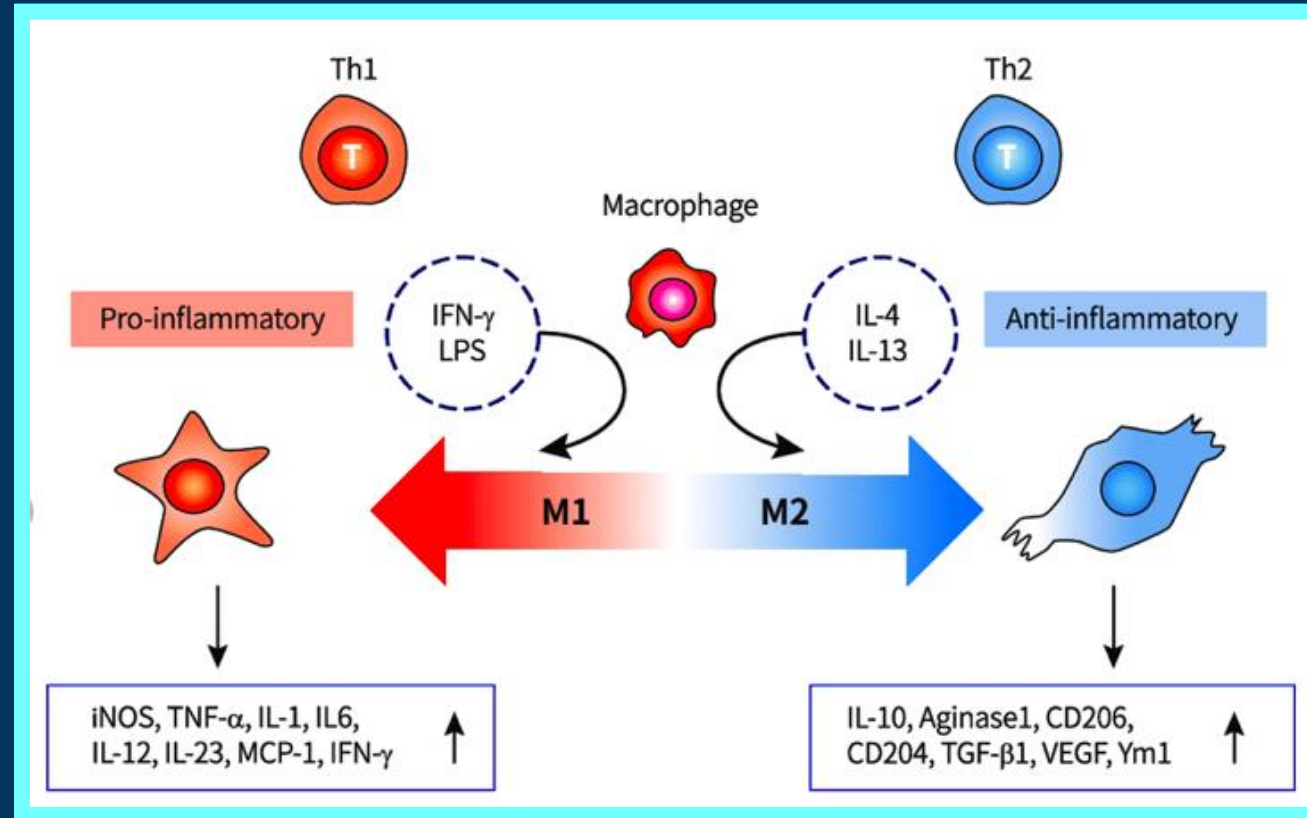 Th1
Th2
T
T
Macrophage
Pro-inflammatory
IFN-γ
LPS
IL-4
IL-13
Anti-inflammatory
M1
M2
iNOS, TNF-α, IL-1, IL6,
IL-12, IL-23, MCP-1, IFN-γ
IL-10, Aginase1, CD206,
CD204, TGF-β1, VEGF, Ym1